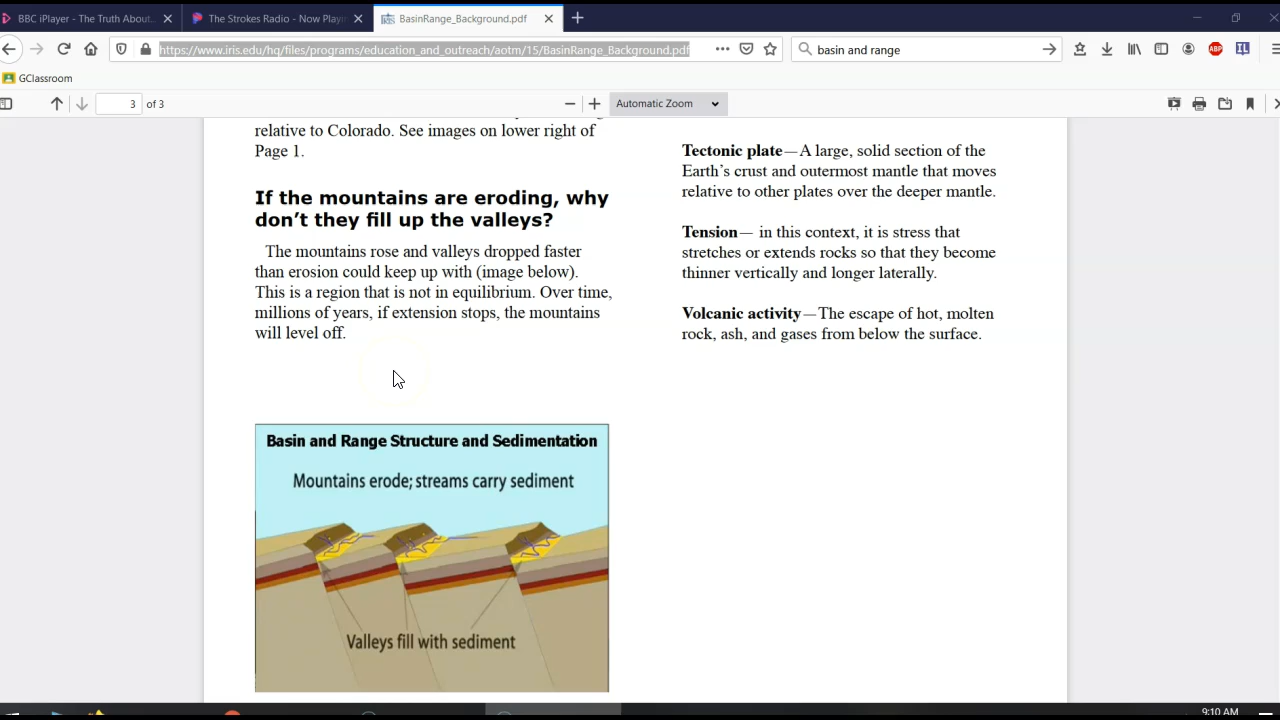 BBC iPlayer - The Truth About...
The Strokes Radio - Now Playin
BasinRange_Background.pdf
https://www.iris.edu/hq/files/programs/education_and_outreach/aotm/15/BasinRange_Background.pdf
basin and range
ABP
GClassroom
3 of 3
Automatic Zoom
relative to Colorado. See images on lower right of
Page 1.
If the mountains are eroding, why
don't they fill up the valleys?
The mountains rose and valleys dropped faster
than erosion could keep up with (image below).
This is a region that is not in equilibrium. Over time,
millions of years, if extension stops, the mountains
will level off.
Basin and Range Structure and Sedimentation
Mountains erode; streams carry sediment
Valleys fill with sediment
Tectonic plate—A large, solid section of the
Earth's crust and outermost mantle that moves
relative to other plates over the deeper mantle.
Tension— in this context, it is stress that
stretches or extends rocks so that they become
thinner vertically and longer laterally.
Volcanic activity—The escape of hot, molten
rock, ash, and gases from below the surface.
9:10 AM